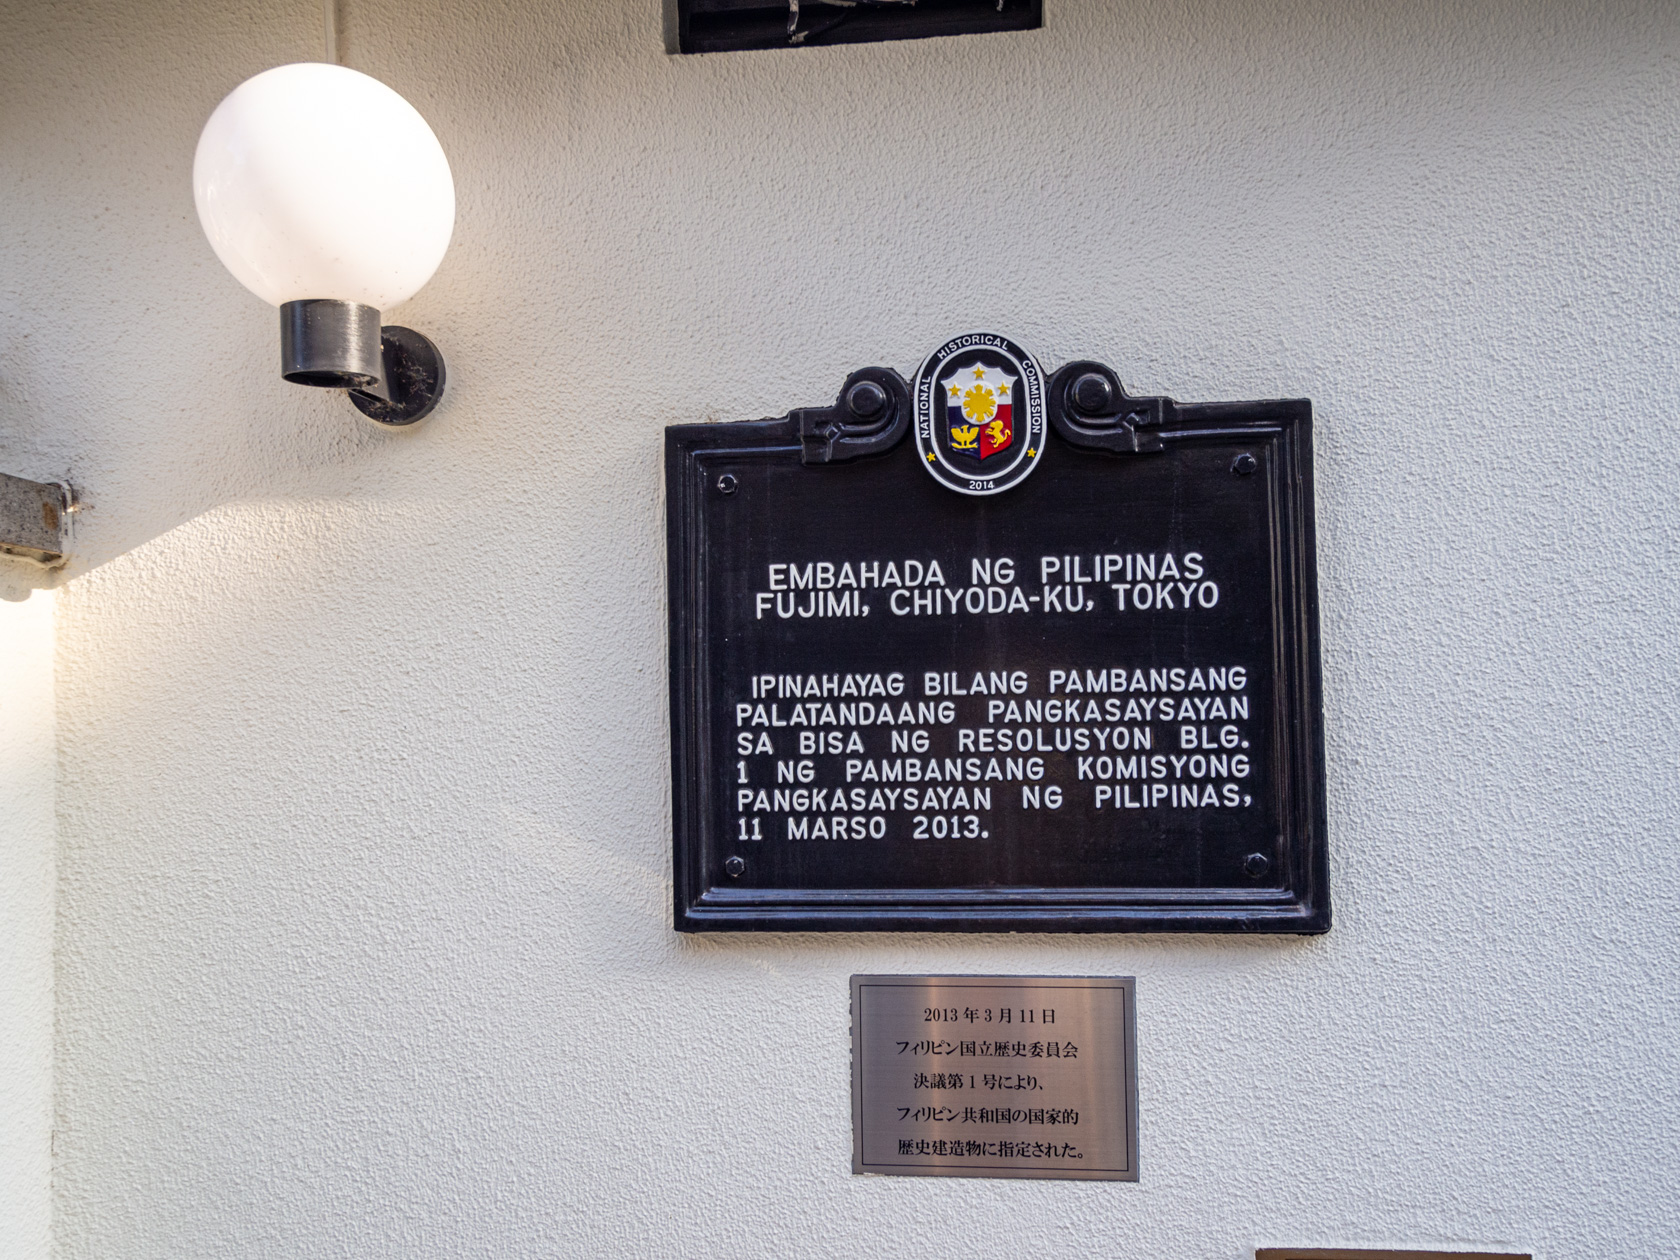 NATIONAL HISTORICAL COMMISSION
2014
EMBAHADA NG PILIPINAS
FUJIMI, CHIYODA-KU, TOKYO
IPINAHAYAG BILANG PAMBANSANG
PALATANDAANG PANGKASAYSAYAN
SA BISA NG RESOLUSYON BLG.
1 NG PAMBANSANG KOMISYONG
PANGKASAYSAYAN NG PILIPINAS,
11 MARSO 2013.
2013年3月11日
フィリピン国立歴史委員会
決議第1号により、
フィリピン共和国の国家的
歴史建造物に指定された。